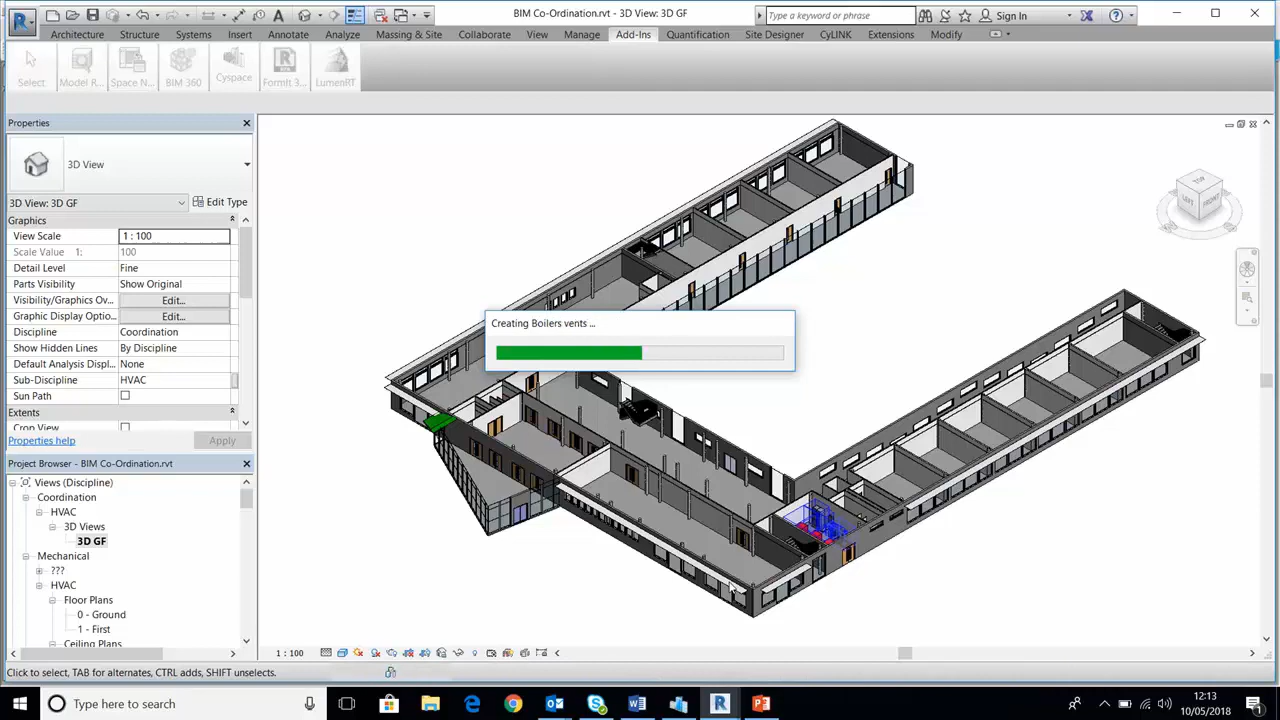 BIM Co-Ordination.rvt - 3D View: 3D GF
Type a keyword or phrase
Sign In
Architecture Structure Systems Insert Annotate Analyze Massing & Site Collaborate View Manage Add-Ins Quantification Site Designer CyLINK Extensions Modify
Select Model R... Space N... BIM 360 Cyspace FormIt 3... LumenRT
Properties
3D View
3D View: 3D GF Edit Type
Graphics
View Scale 1 : 100
Scale Value 1: 100
Detail Level Fine
Parts Visibility Show Original
Visibility/Graphics Ov... Edit...
Graphic Display Optio... Edit...
Discipline Coordination
Show Hidden Lines By Discipline
Default Analysis Displ... None
Sub-Discipline HVAC
Sun Path
Extents
Crop View
Properties help Apply
Project Browser - BIM Co-Ordination.rvt
Views (Discipline)
Coordination
HVAC
3D Views
3D GF
Mechanical
???
HVAC
Floor Plans
0 - Ground
1 - First
Ceiling Plans
Creating Boilers vents ...
TOP
LEFT
FRONT
1 : 100
Click to select, TAB for alternates, CTRL adds, SHIFT unselects.
Type here to search
12:13
10/05/2018